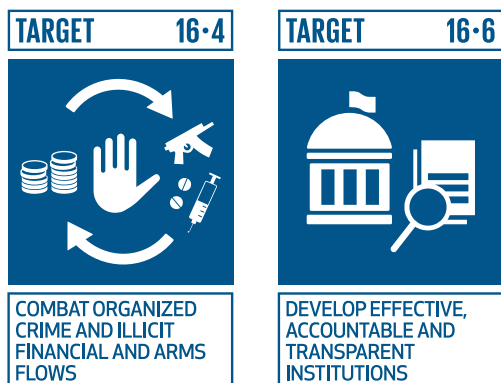 TARGET 16·4
COMBAT ORGANIZED
CRIME AND ILLICIT
FINANCIAL AND ARMS
FLOWS
TARGET 16·6
DEVELOP EFFECTIVE,
ACCOUNTABLE AND
TRANSPARENT
INSTITUTIONS